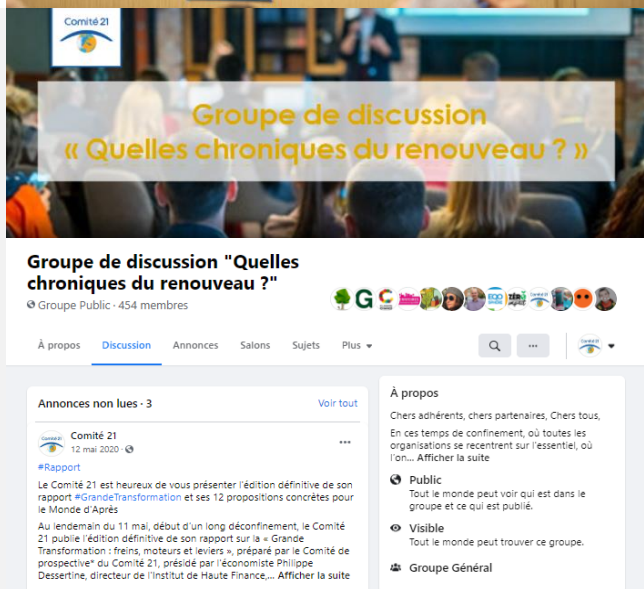 Comité 21
Groupe de discussion
« Quelles chroniques du renouveau ? »
Groupe de discussion "Quelles
chroniques du renouveau ?"
Groupe Public · 454 membres
À propos
Discussion
Annonces
Salons
Sujets
Plus
Annonces non lues · 3
Voir tout
Comité 21
12 mai 2020 ·
#Rapport
Le Comité 21 est heureux de vous présenter l'édition définitive de son
rapport #GrandeTransformation et ses 12 propositions concrètes pour
le Monde d'Après
Au lendemain du 11 mai, début d'un long déconfinement, le Comité
21 publie l'édition définitive de son rapport sur la « Grande
Transformation : freins, moteurs et leviers », préparé par le Comité de
prospective* du Comité 21, présidé par l'économiste Philippe
Dessertine, directeur de l'Institut de Haute Finance,... Afficher la suite
À propos
Chers adhérents, chers partenaires, Chers tous,
En ces temps de confinement, où toutes les
organisations se recentrent sur l'essentiel, où
l'on... Afficher la suite
Public
Tout le monde peut voir qui est dans le
groupe et ce qui est publié.
Visible
Tout le monde peut trouver ce groupe.
Groupe Général